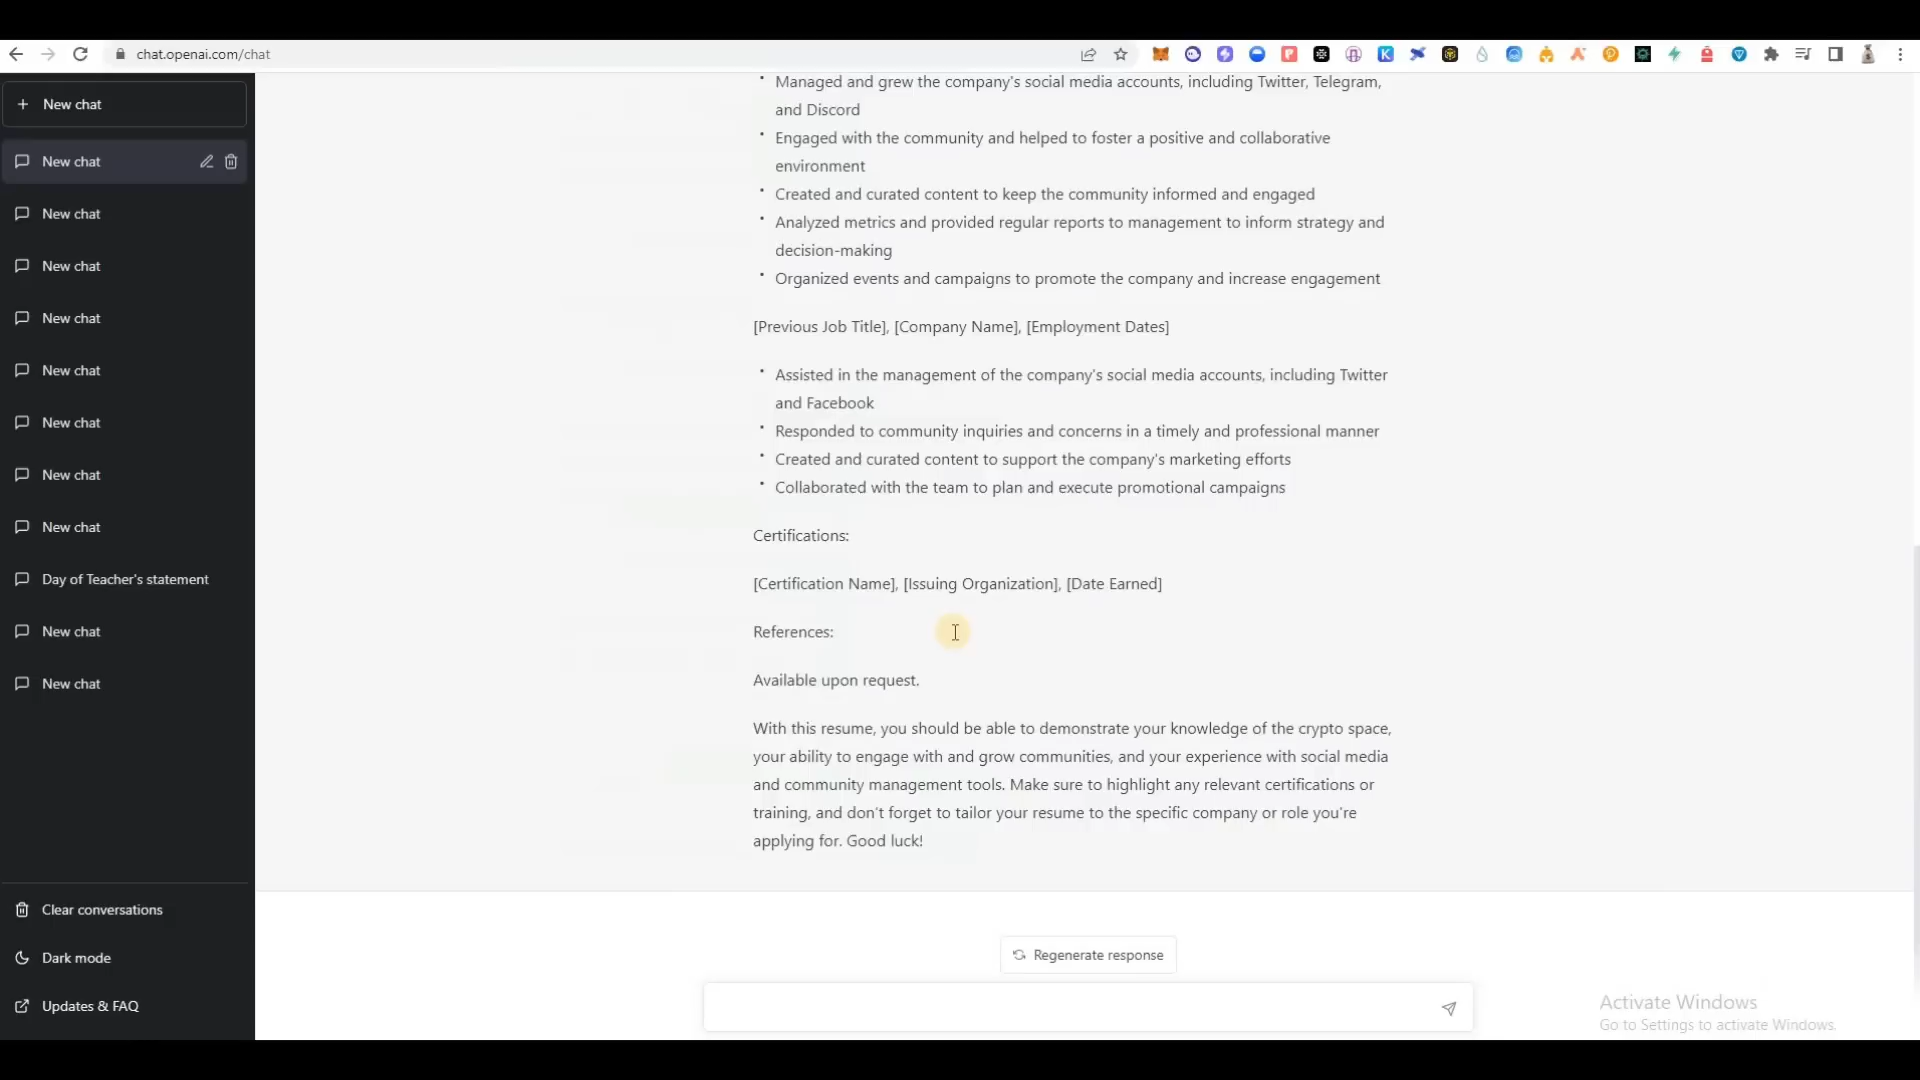 chat.openai.com/chat
New chat
New chat
New chat
New chat
New chat
New chat
New chat
New chat
New chat
Day of Teacher's statement
New chat
New chat
Clear conversations
Dark mode
Updates & FAQ
Managed and grew the company's social media accounts, including Twitter, Telegram,
and Discord
Engaged with the community and helped to foster a positive and collaborative
environment
Created and curated content to keep the community informed and engaged
Analyzed metrics and provided regular reports to management to inform strategy and
decision-making
Organized events and campaigns to promote the company and increase engagement
[Previous Job Title], [Company Name], [Employment Dates]
Assisted in the management of the company's social media accounts, including Twitter
and Facebook
Responded to community inquiries and concerns in a timely and professional manner
Created and curated content to support the company's marketing efforts
Collaborated with the team to plan and execute promotional campaigns
Certifications:
[Certification Name], [Issuing Organization], [Date Earned]
References:
Available upon request.
With this resume, you should be able to demonstrate your knowledge of the crypto space,
your ability to engage with and grow communities, and your experience with social media
and community management tools. Make sure to highlight any relevant certifications or
training, and don't forget to tailor your resume to the specific company or role you're
applying for. Good luck!
Regenerate response
Activate Windows
Go to Settings to activate Windows.